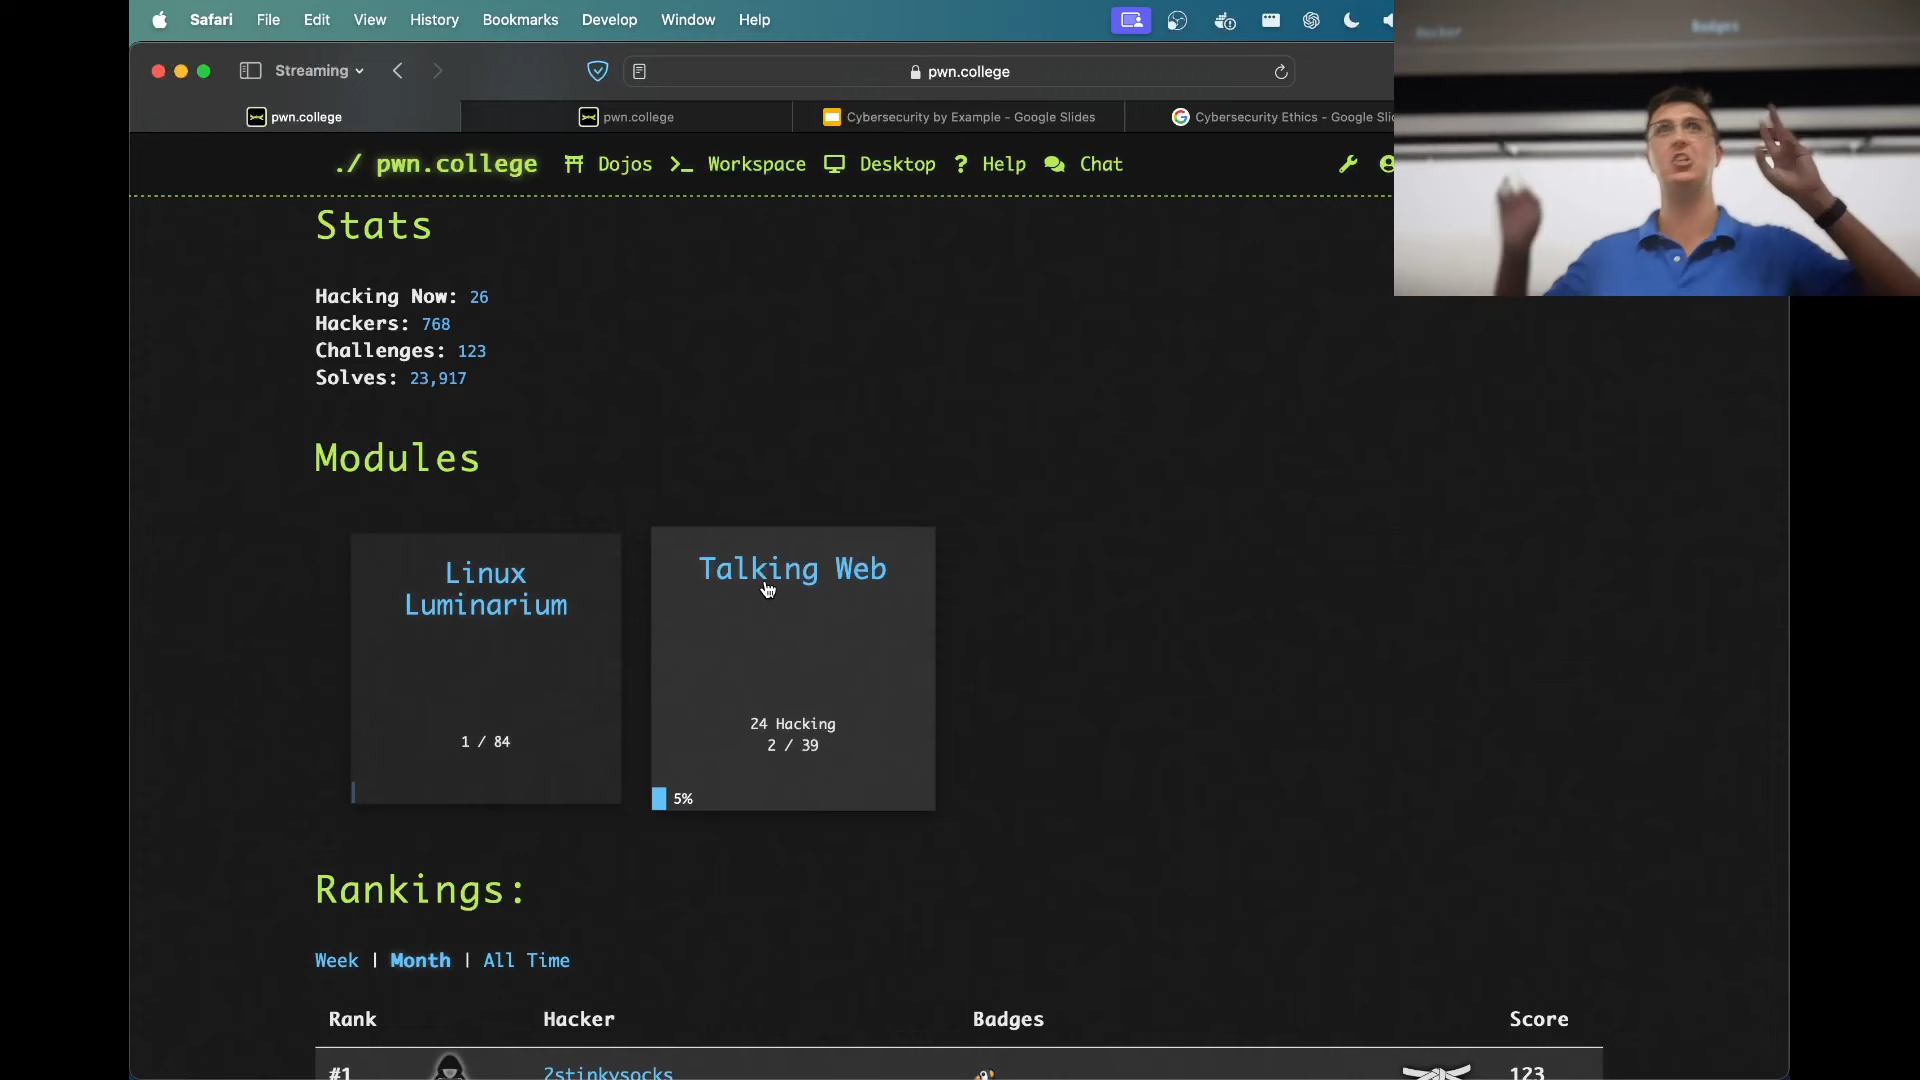 Safari File Edit View History Bookmarks Develop Window Help
Streaming pwn.college
pwn.college pwn.college Cybersecurity by Example - Google Slides Cybersecurity Ethics - Google Sli
./ pwn.college Dojos >_ Workspace Desktop ? Help Chat
Hacker Badges
Stats
Hacking Now: 26
Hackers: 768
Challenges: 123
Solves: 23,917
Modules
Linux
Luminarium
1 / 84
Talking Web
24 Hacking
2 / 39
5%
Rankings:
Week | Month | All Time
Rank Hacker Badges Score
#1 2stinkysocks 123